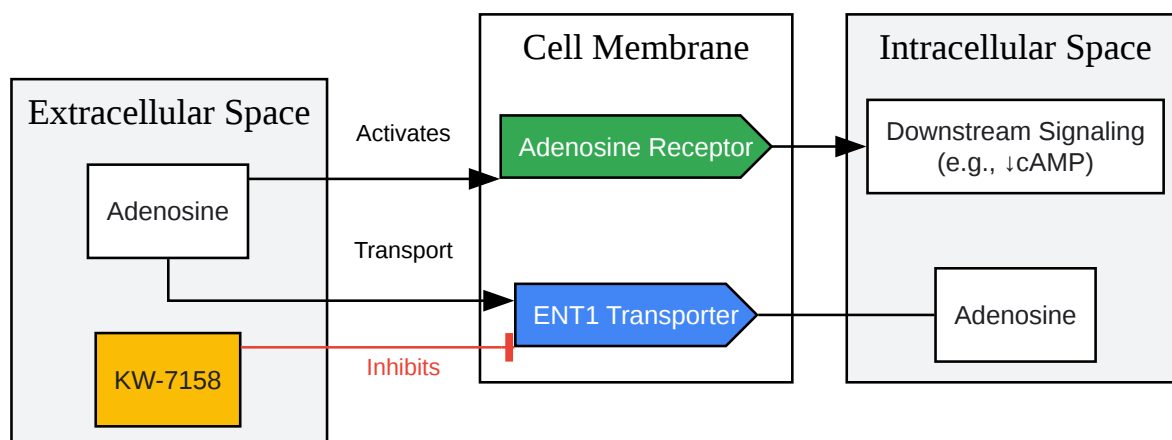 Extracellular Space
Adenosine
KW-7158
Activates
Transport
Inhibits
Cell Membrane
Adenosine Receptor
ENT1 Transporter
Intracellular Space
Downstream Signaling
(e.g., ↓cAMP)
Adenosine